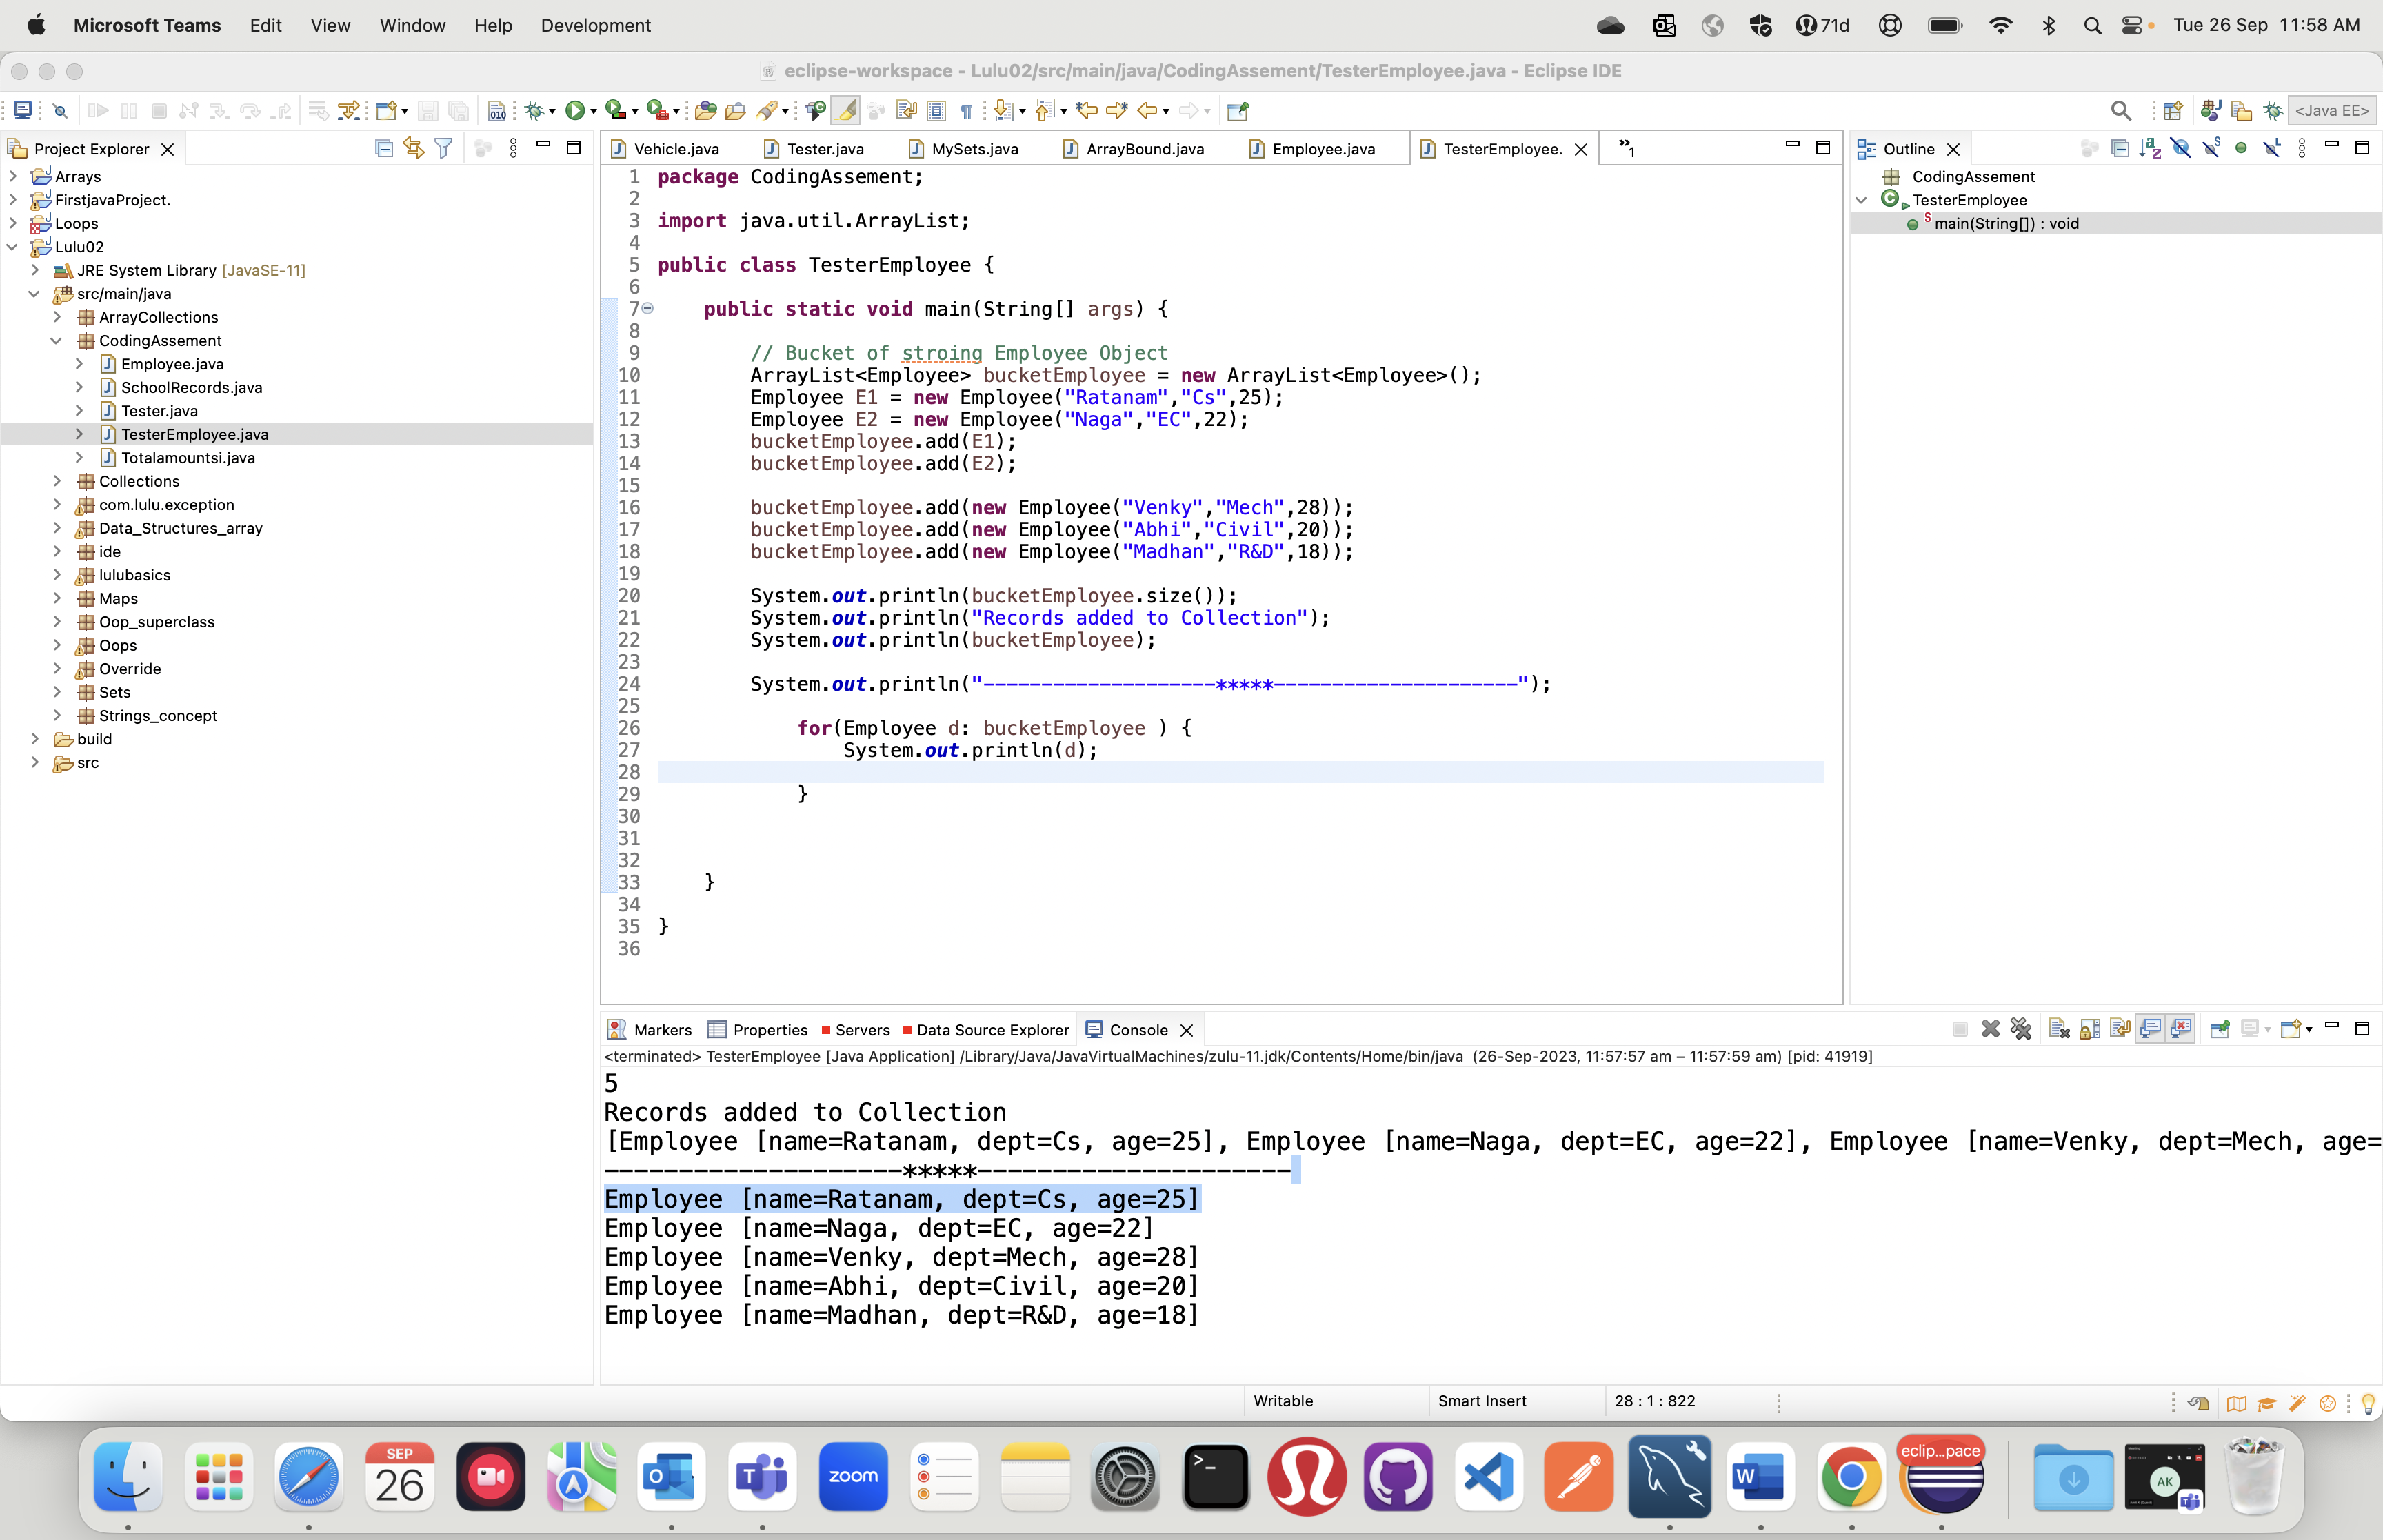 Microsoft Teams Edit View Window Help Development 71d Tue 26 Sep 11:58 AM
eclipse-workspace - Lulu02/src/main/java/CodingAssement/TesterEmployee.java - Eclipse IDE
<Java EE>
Project Explorer
Arrays
FirstjavaProject.
Loops
Lulu02
JRE System Library [JavaSE-11]
src/main/java
ArrayCollections
CodingAssement
Employee.java
SchoolRecords.java
Tester.java
TesterEmployee.java
Totalamountsi.java
Collections
com.lulu.exception
Data_Structures_array
ide
lulubasics
Maps
Oop_superclass
Oops
Override
Sets
Strings_concept
build
src
Vehicle.java Tester.java MySets.java ArrayBound.java Employee.java TesterEmployee. »1
1 package CodingAssement;
2
3 import java.util.ArrayList;
4
5 public class TesterEmployee {
6
7 public static void main(String[] args) {
8
9 // Bucket of stroing Employee Object
10 ArrayList<Employee> bucketEmployee = new ArrayList<Employee>();
11 Employee E1 = new Employee("Ratanam","Cs",25);
12 Employee E2 = new Employee("Naga","EC",22);
13 bucketEmployee.add(E1);
14 bucketEmployee.add(E2);
15
16 bucketEmployee.add(new Employee("Venky","Mech",28));
17 bucketEmployee.add(new Employee("Abhi","Civil",20));
18 bucketEmployee.add(new Employee("Madhan","R&D",18));
19
20 System.out.println(bucketEmployee.size());
21 System.out.println("Records added to Collection");
22 System.out.println(bucketEmployee);
23
24 System.out.println("--------------------*****---------------------");
25
26 for(Employee d: bucketEmployee ) {
27 System.out.println(d);
28
29 }
30
31
32
33 }
34
35 }
36
Outline
CodingAssement
TesterEmployee
main(String[]) : void
Markers Properties Servers Data Source Explorer Console
<terminated> TesterEmployee [Java Application] /Library/Java/JavaVirtualMachines/zulu-11.jdk/Contents/Home/bin/java (26-Sep-2023, 11:57:57 am – 11:57:59 am) [pid: 41919]
5
Records added to Collection
[Employee [name=Ratanam, dept=Cs, age=25], Employee [name=Naga, dept=EC, age=22], Employee [name=Venky, dept=Mech, age=
--------------------*****---------------------
Employee [name=Ratanam, dept=Cs, age=25]
Employee [name=Naga, dept=EC, age=22]
Employee [name=Venky, dept=Mech, age=28]
Employee [name=Abhi, dept=Civil, age=20]
Employee [name=Madhan, dept=R&D, age=18]
Writable Smart Insert 28 : 1 : 822
SEP
26
zoom
eclip...pace
AK